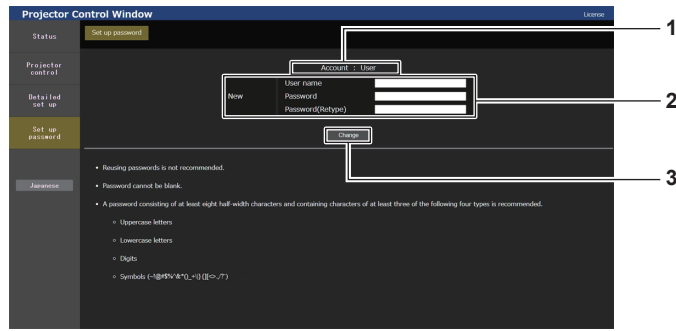 Projector Control Window
License
1
Status
Set up password
Projector
control
Account : User
Detailed
set up
New
User name
Password
Password(Retype)
2
Set up
password
Change
3
Japanese
• Reusing passwords is not recommended.
• Password cannot be blank.
• A password consisting of at least eight half-width characters and containing characters of at least three of the following four types is recommended.
◦ Uppercase letters
◦ Lowercase letters
◦ Digits
◦ Symbols